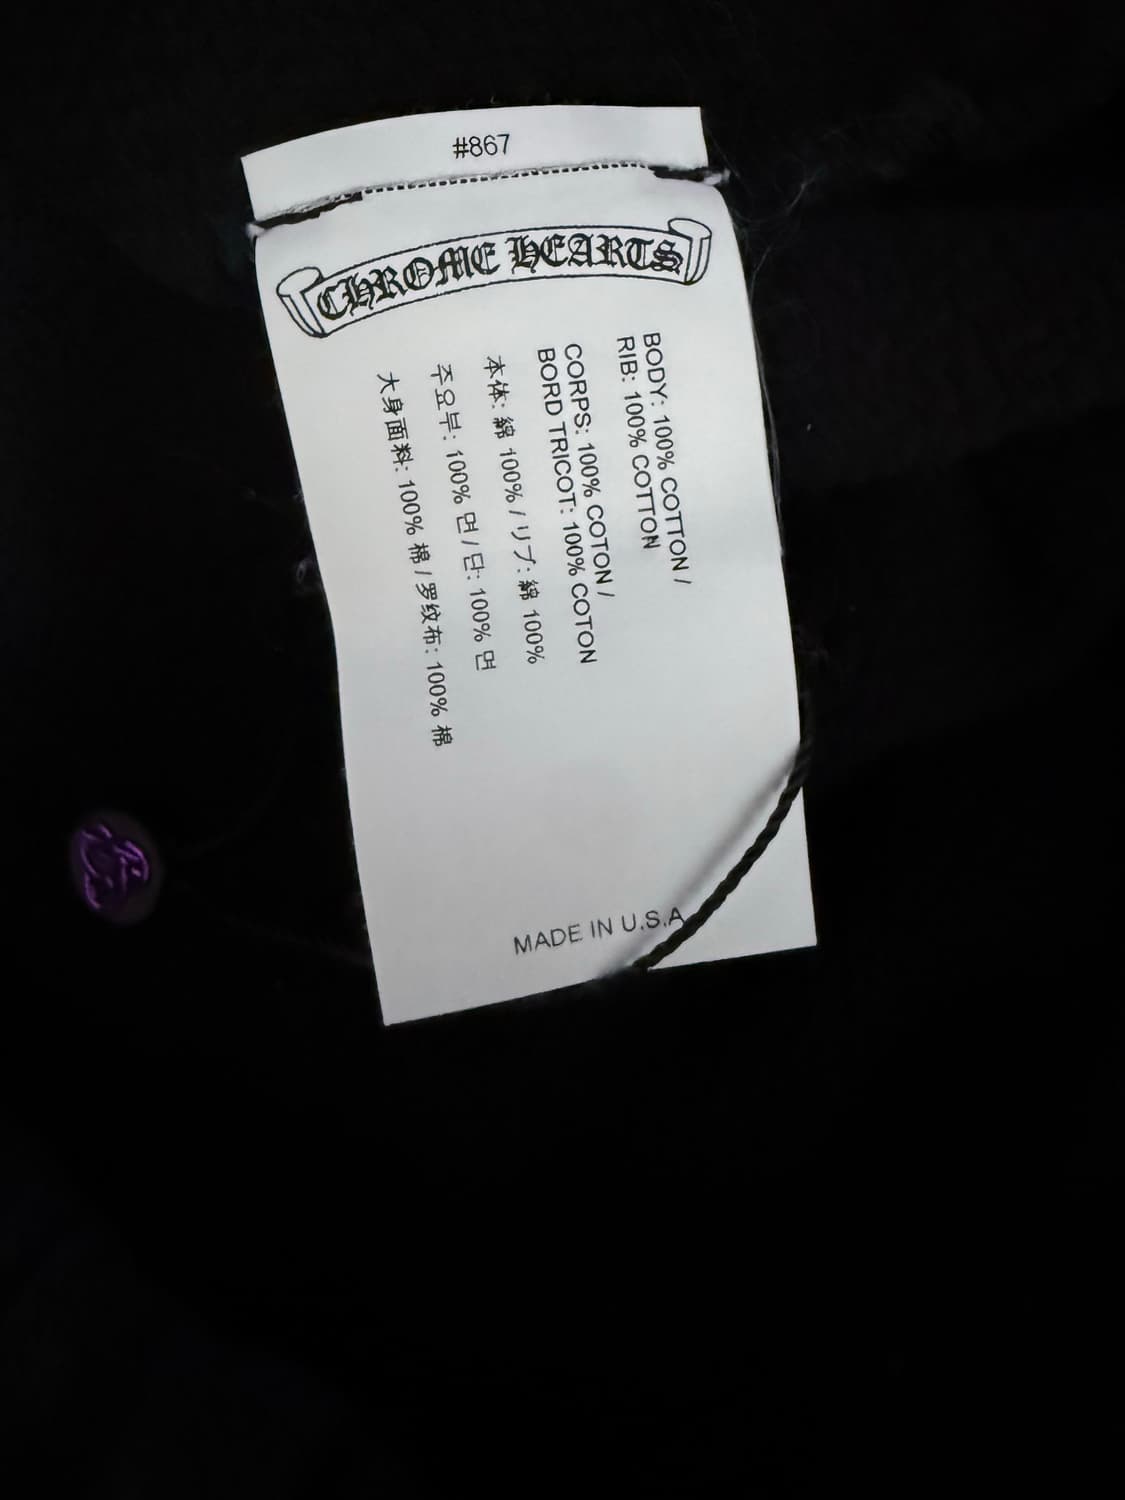 #867
CHROME HEARTS
BODY: 100% COTTON /
RIB: 100% COTTON
CORPS: 100% COTON /
BORD TRICOT: 100% COTON
本体: 綿 100% / リブ: 綿 100%
주요부: 100% 면 / 단: 100% 면
大身面料: 100% 棉 / 罗纹布: 100% 棉
MADE IN U.S.A